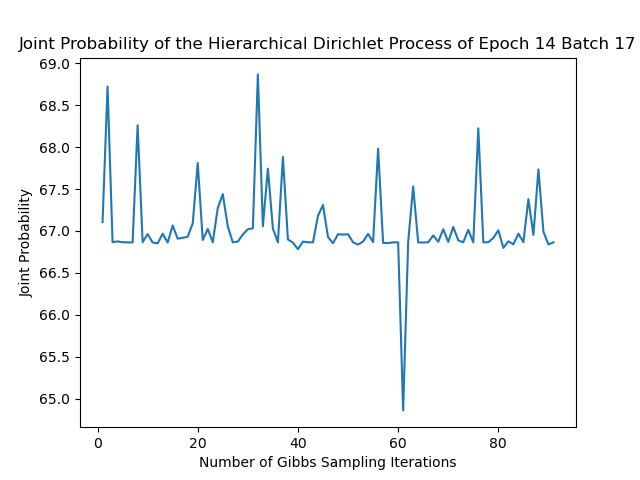 Joint Probability of the Hierarchical Dirichlet Process of Epoch 14 Batch 17
69.0
68.5
68.0
67.5
67.0
66.5
66.0
65.5
65.0
Joint Probability
0 20 40 60 80
Number of Gibbs Sampling Iterations